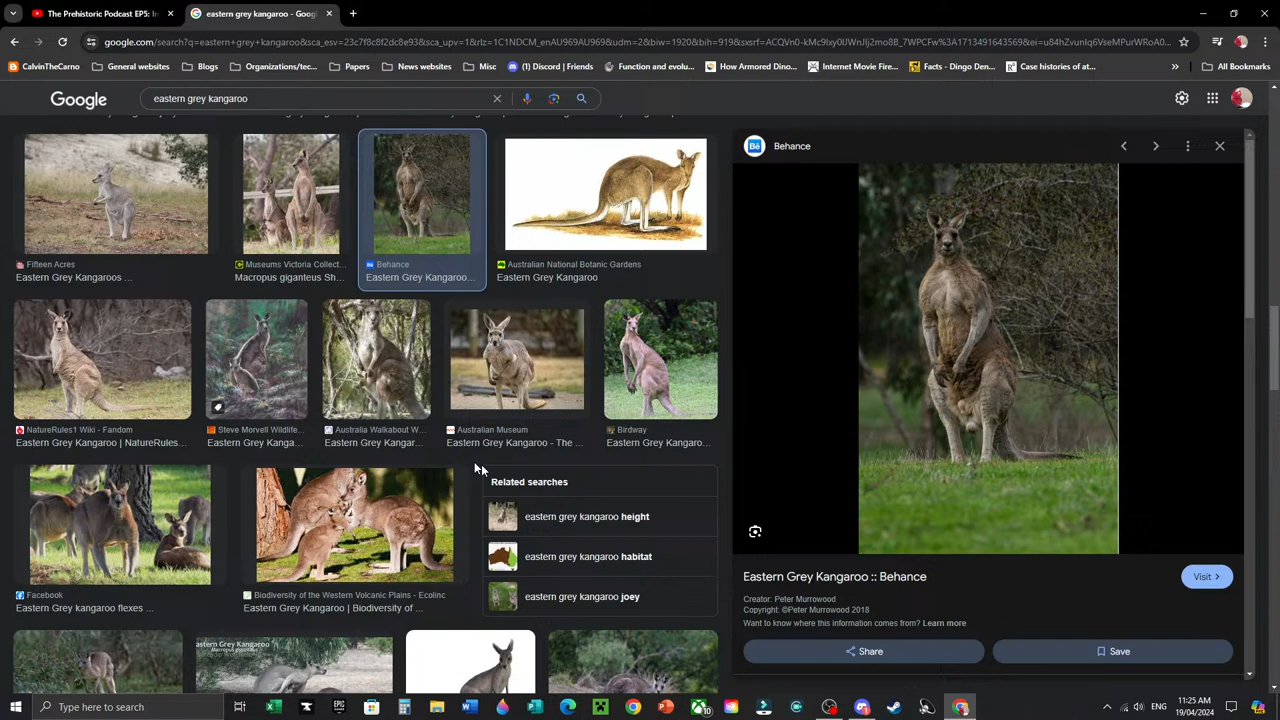 The Prehistoric Podcast EP5: I
eastern grey kangaroo - Goog
google.com/search?q=eastern+grey+kangaroo&sca_esv=23c7f8c8f2dc8e93&sca_upv=1&rlz=1C1NDCM_enAU969AU969&udm=2&biw=1920&bih=919&sxsrf=
CalvinTheCarno
General websites
Blogs
Organizations/tec...
Papers
News websites
Misc
(1) Discord | Friends
Function and evolu...
How Armored Dino...
Internet Movie Fire...
Facts - Dingo Den...
Case histories of at...
All Bookmarks
Google
eastern grey kangaroo
Fifteen Acres
Eastern Grey Kangaroos ...
Museums Victoria Collect...
Macropus giganteus Sh...
Behance
Eastern Grey Kangaroo...
Australian National Botanic Gardens
Eastern Grey Kangaroo
NatureRules1 Wiki - Fandom
Eastern Grey Kangaroo | NatureRules...
Steve Morvell Wildlife...
Eastern Grey Kanga...
Australia Walkabout W...
Eastern Grey Kangar...
Australian Museum
Eastern Grey Kangaroo - The ...
Birdway
Eastern Grey Kangaro...
Facebook
Eastern Grey kangaroo flexes ...
Biodiversity of the Western Volcanic Plains - Ecolinc
Eastern Grey Kangaroo | Biodiversity of ...
Related searches
eastern grey kangaroo height
eastern grey kangaroo habitat
eastern grey kangaroo joey
Eastern Grey Kangaroo
Macropus giganteus
Bē Behance
Eastern Grey Kangaroo :: Behance
Visit
Creator: Peter Murrowood
Copyright: ©Peter Murrowood 2018
Want to know where this information comes from? Learn more
Share
Save
Type here to search
10
ENG
11:25 AM
19/04/2024